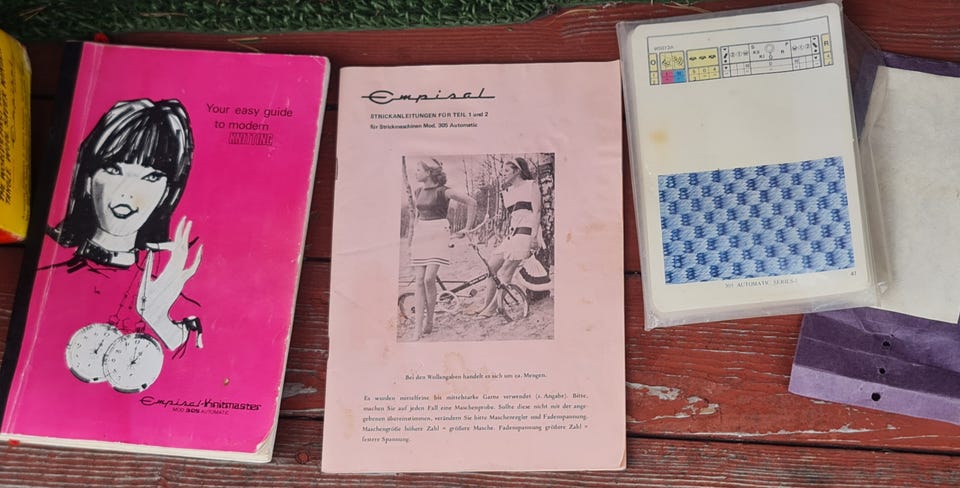 Your easy guide
to modern
KNITTING
Empisal-Knitmaster
MOD 305 AUTOMATIC
Empisal
STRICKANLEITUNGEN FÜR TEIL 1 und 2
für Strickmaschinen Mod. 305 Automatic
Bei den Wollangaben handelt es sich um ca. Mengen.
Es wurden mittelfeine bis mittelstarke Garne verwendet (s. Angabe). Bitte,
machen Sie auf jeden Fall eine Maschenprobe. Sollte diese nicht mit der ange-
gebenen übereinstimmen, verändern Sie bitte Maschenregler und Fadenspannung.
Maschengröße höhere Zahl = größere Masche. Fadenspannung größere Zahl =
festere Spannung.
305 AUTOMATIC SERIES-1